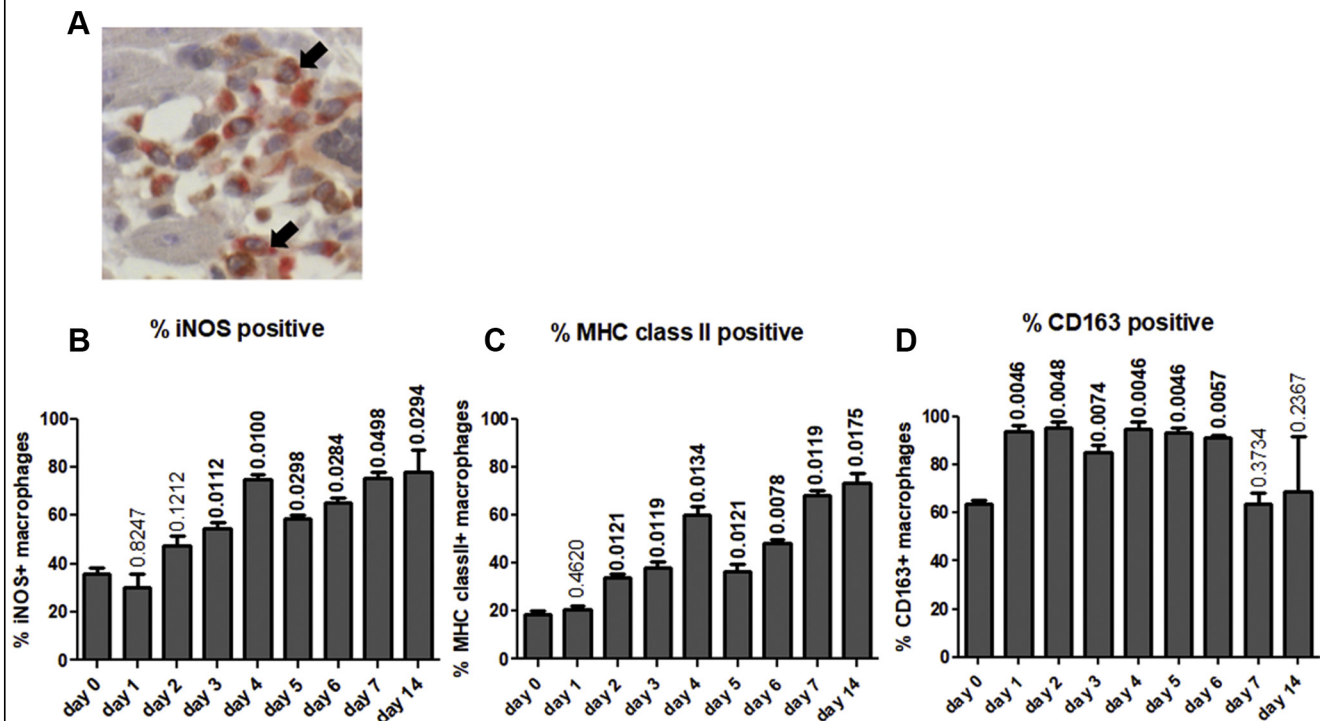 A
B
% iNOS positive
% iNOS+ macrophages
100
80
60
40
20
0
0.8247
0.1212
0.0112
0.0100
0.0298
0.0284
0.0498
0.0294
day 0
day 1
day 2
day 3
day 4
day 5
day 6
day 7
day 14
C
% MHC class II positive
% MHC classII+ macrophages
100
80
60
40
20
0
0.4620
0.0121
0.0119
0.0134
0.0121
0.0078
0.0119
0.0175
day 0
day 1
day 2
day 3
day 4
day 5
day 6
day 7
day 14
D
% CD163 positive
% CD163+ macrophages
100
80
60
40
20
0
0.0046
0.0048
0.0074
0.0046
0.0046
0.0057
0.3734
0.2367
day 0
day 1
day 2
day 3
day 4
day 5
day 6
day 7
day 14